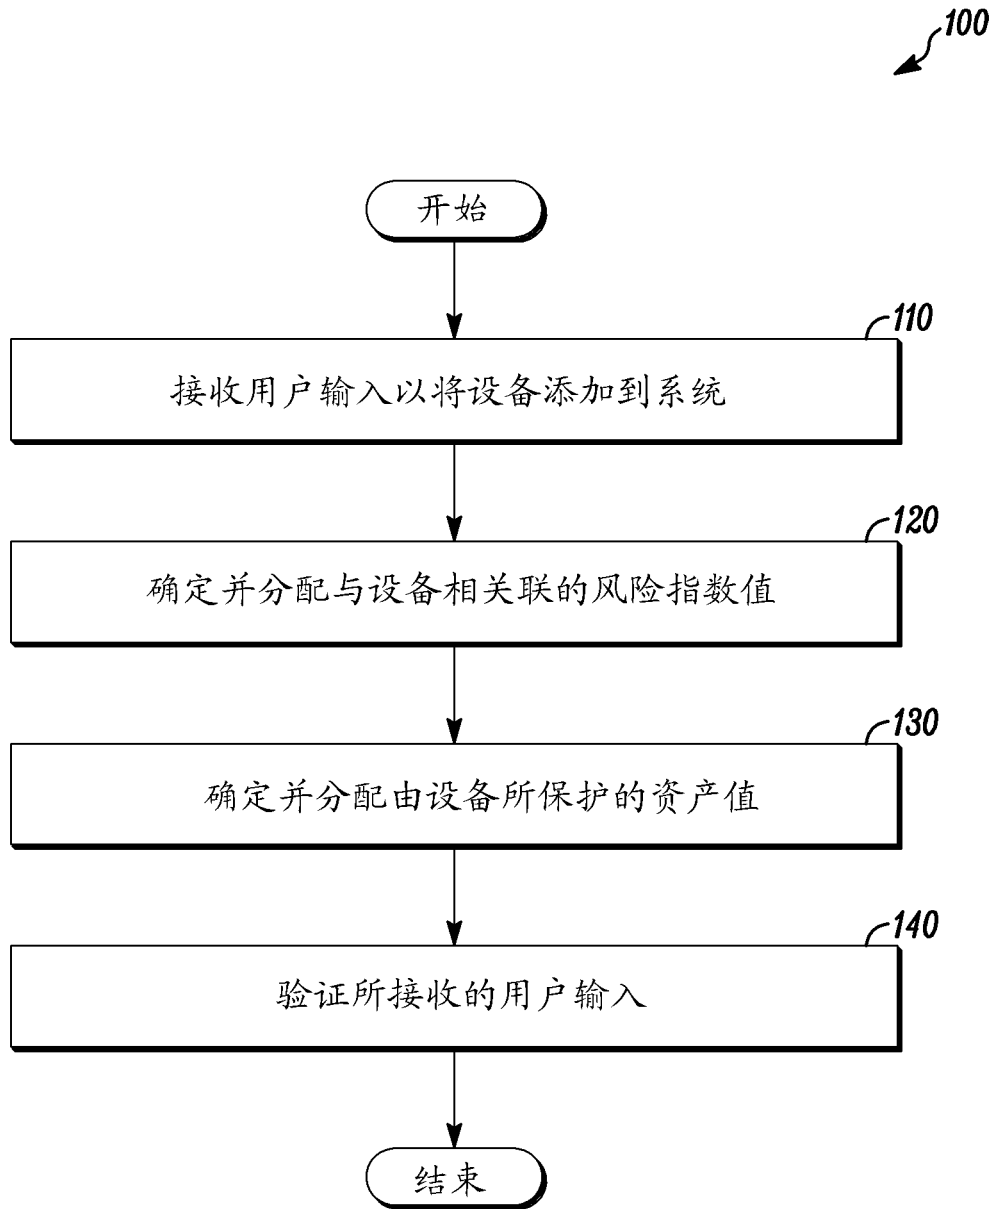 100
开始
110
接收用户输入以将设备添加到系统
120
确定并分配与设备相关联的风险指数值
130
确定并分配由设备所保护的资产值
140
验证所接收的用户输入
结束